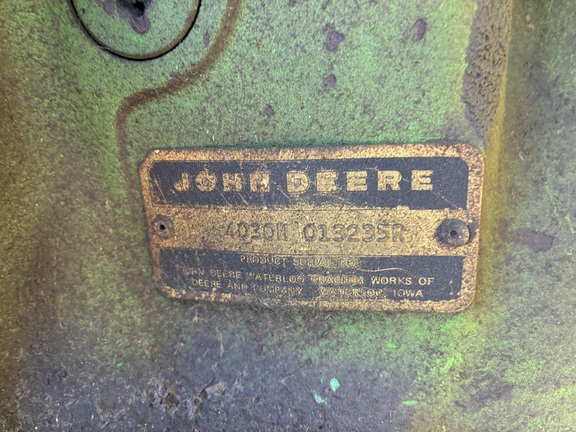 JOHN DEERE
4030H 013235R
PRODUCT SERIAL NO.
JOHN DEERE WATERLOO TRACTOR WORKS OF
DEERE AND COMPANY WATERLOO, IOWA